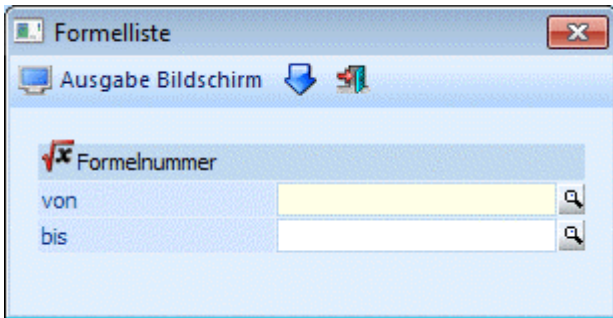 Formelliste
Ausgabe Bildschirm
Formelnummer
von
bis